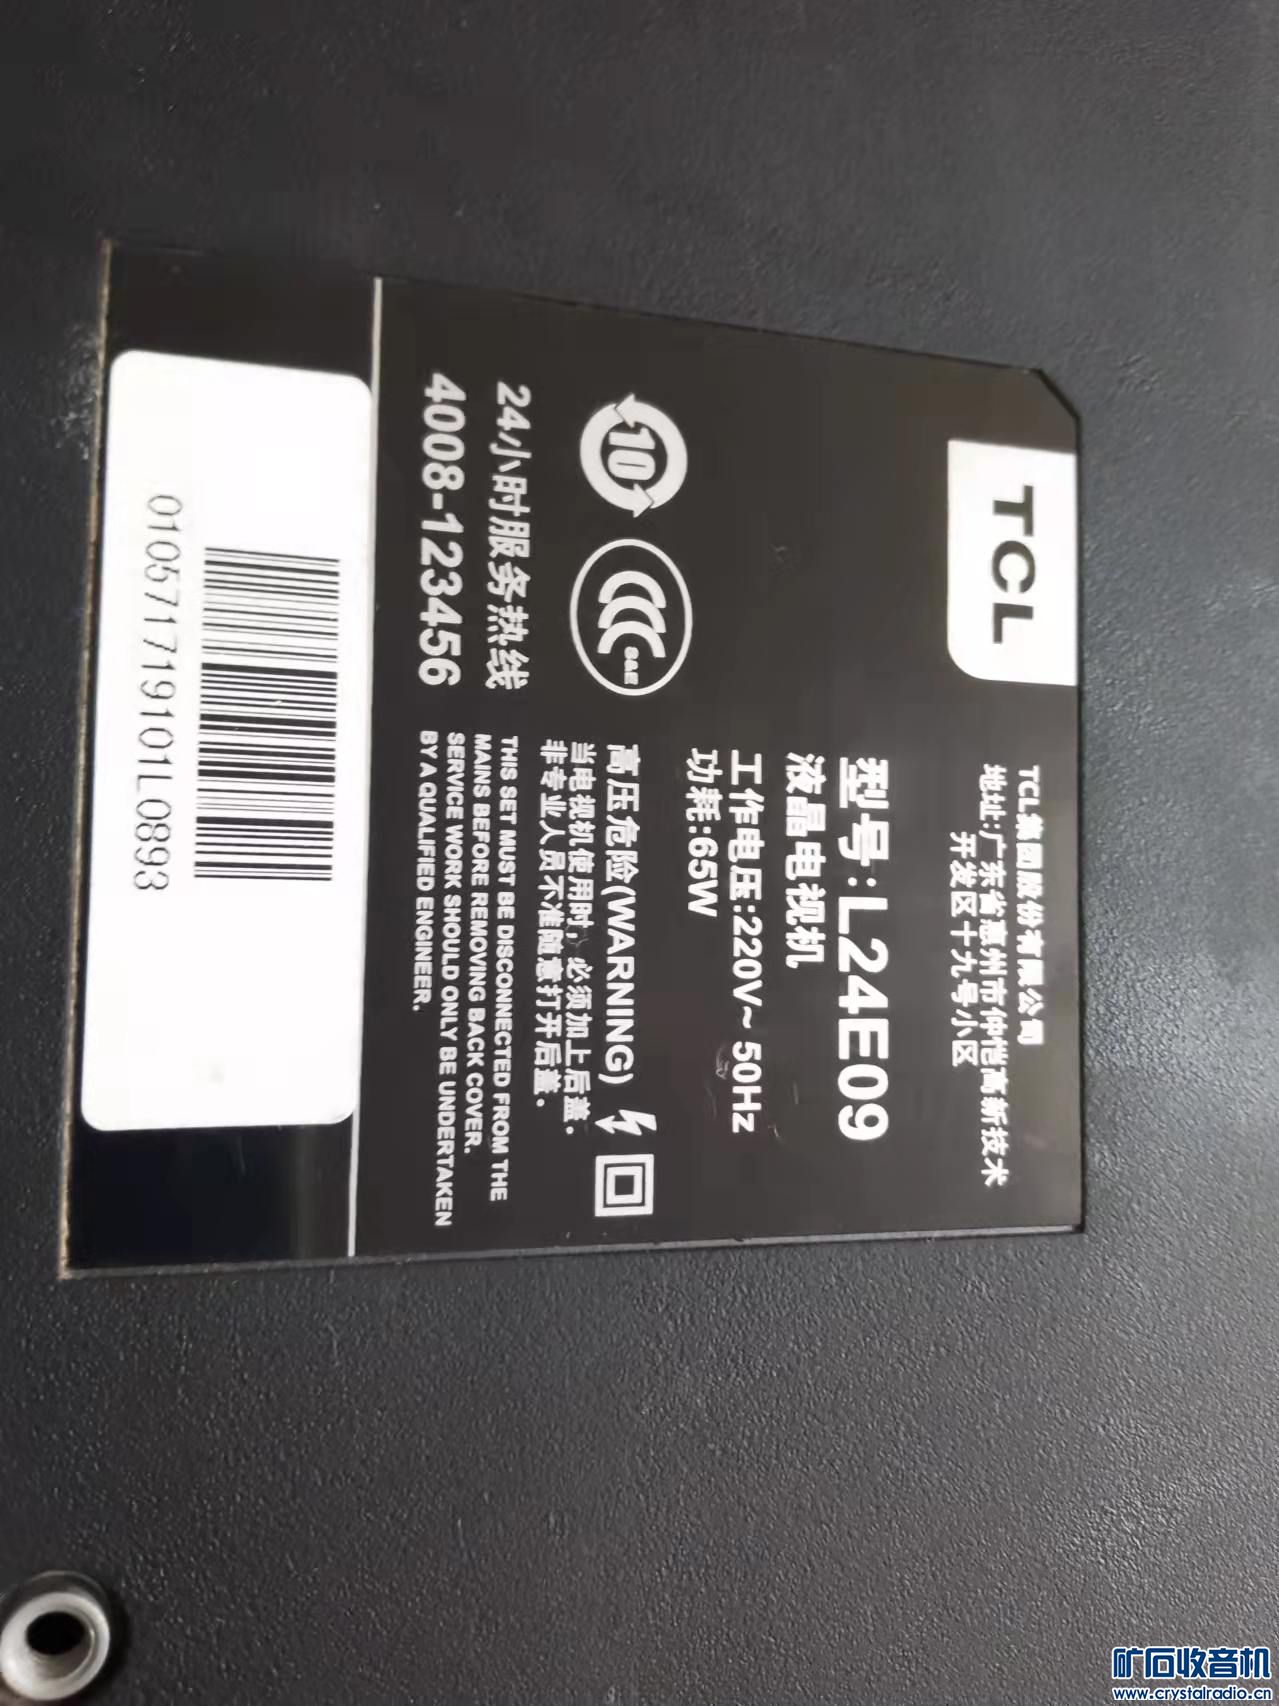 TCL
TCL集团股份有限公司
地址:广东省惠州市仲恺高新技术
开发区十九号小区
型号:L24E09
液晶电视机
工作电压:220V~ 50Hz
功耗:65W
10
CCC
S&E
高压危险(WARNING)
当电视机使用时，必须加上后盖.
非专业人员不准随意打开后盖.
24小时服务热线
4008-123456
THIS SET MUST BE DISCONNECTED FROM THE
MAINS BEFORE REMOVING BACK COVER.
SERVICE WORK SHOULD ONLY BE UNDERTAKEN
BY A QUALIFIED ENGINEER.
010571719101L0893
矿石收音机
www.crystalradio.cn